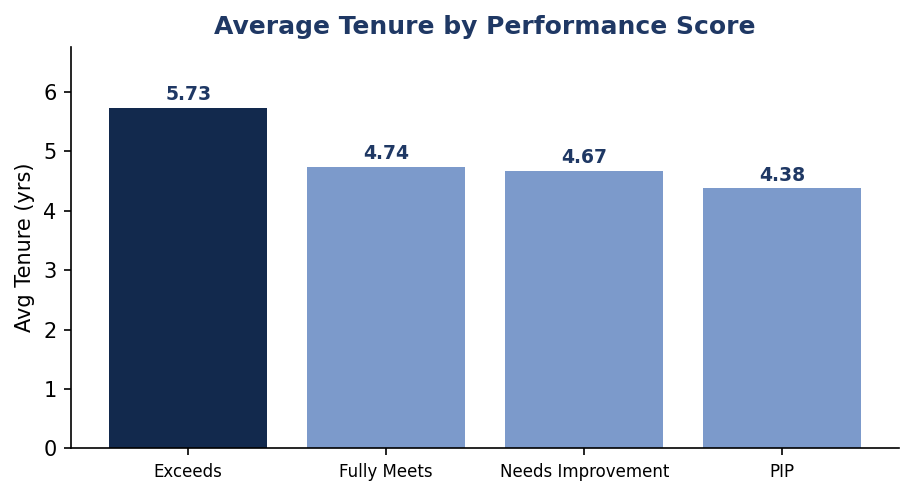 Average Tenure by Performance Score
Avg Tenure (yrs)
6
5
4
3
2
1
0
5.73
4.74
4.67
4.38
Exceeds
Fully Meets
Needs Improvement
PIP